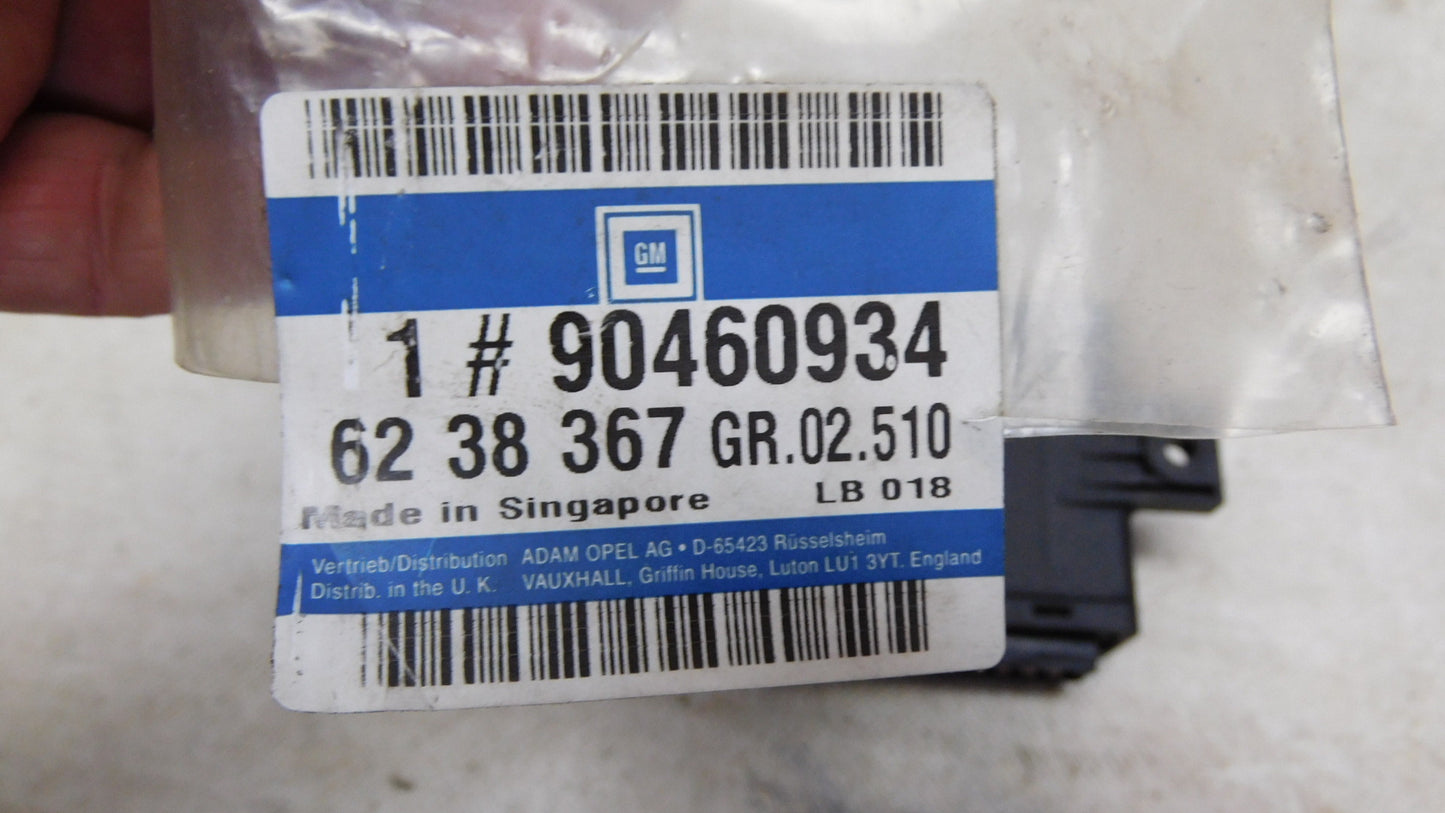 GM
1 # 90460934
62 38 367 GR.02.510
Made in Singapore LB 018
Vertrieb/Distribution ADAM OPEL AG • D-65423 Rüsselsheim
Distrib. in the U. K. VAUXHALL, Griffin House, Luton LU1 3YT. England